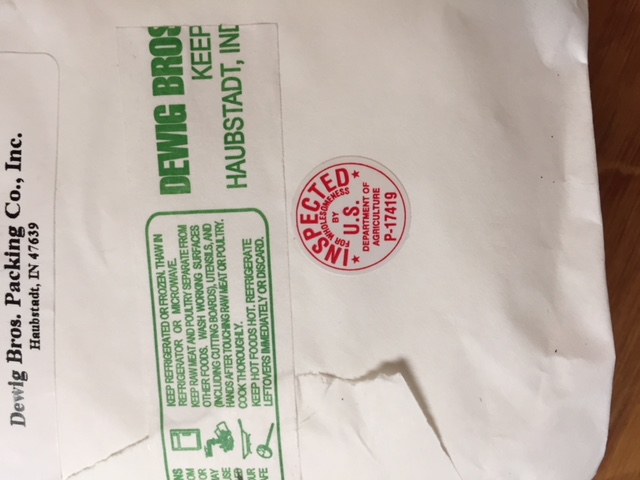 Dewig Bros. Packing Co., Inc.
Haubstadt, IN 47639
DEWIG BROS
KEEP
HAUBSTADT, IND
KEEP REFRIGERATED OR FROZEN. THAW IN
REFRIGERATOR OR MICROWAVE.
KEEP RAW MEAT AND POULTRY SEPARATE FROM
OTHER FOODS. WASH WORKING SURFACES
(INCLUDING CUTTING BOARDS), UTENSILS, AND
HANDS AFTER TOUCHING RAW MEAT OR POULTRY.
COOK THOROUGHLY.
KEEP HOT FOODS HOT. REFRIGERATE
LEFTOVERS IMMEDIATELY OR DISCARD.
INSPECTED
FOR WHOLESOMENESS
BY
U.S.
DEPARTMENT OF
AGRICULTURE
P-17419